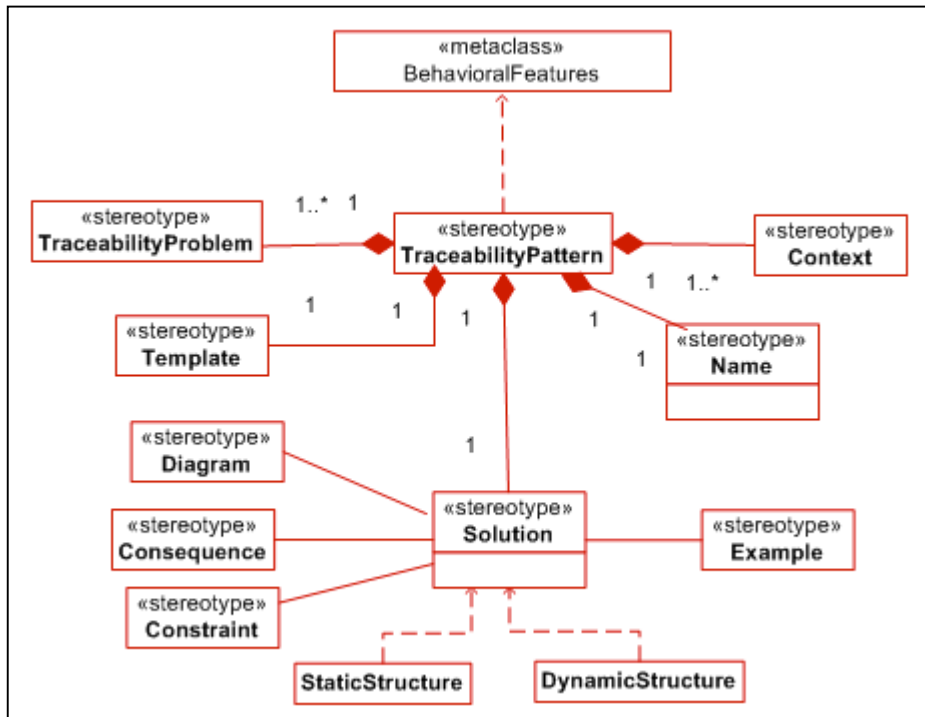 «metaclass»
BehavioralFeatures
1..* 1
«stereotype»
TraceabilityProblem
«stereotype»
TraceabilityPattern
«stereotype»
Context
1 1..*
1 1 1 1
«stereotype»
Template
«stereotype»
Name
1
«stereotype»
Diagram
1
«stereotype»
Solution
«stereotype»
Consequence
«stereotype»
Example
«stereotype»
Constraint
StaticStructure
DynamicStructure